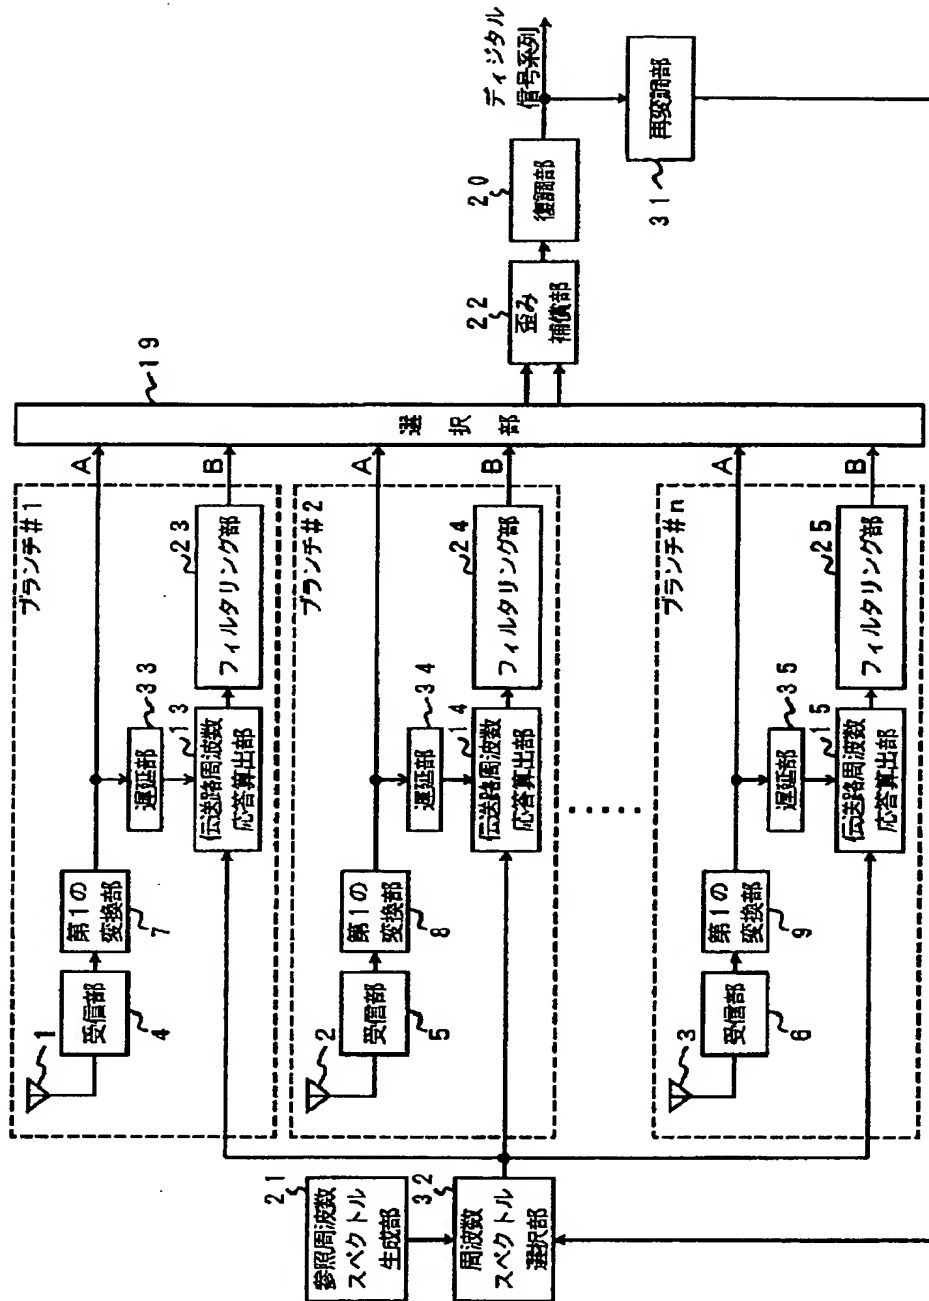 ブランチ#1
1
受信部
4
第1の
変換部
7
遅延部
33
伝送路周波数
応答算出部
13
フィルタリング部
23
A
B
ブランチ#2
2
受信部
5
第1の
変換部
8
遅延部
34
伝送路周波数
応答算出部
14
フィルタリング部
24
A
B
ブランチ#n
3
受信部
6
第1の
変換部
9
遅延部
35
伝送路周波数
応答算出部
15
フィルタリング部
25
A
B
参照周波数
スペクトル
生成部
21
周波数
スペクトル
選択部
32
選択部
19
歪み
補償部
22
復調部
20
ディジタル
信号系列
再変調部
31